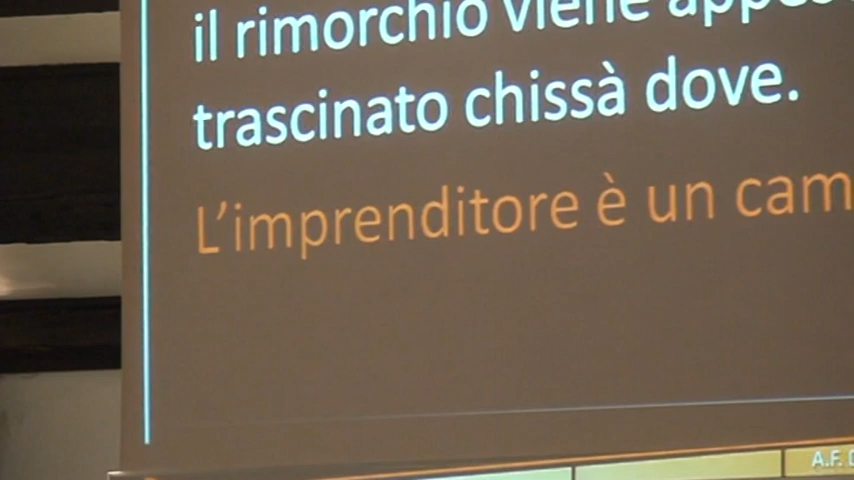 il rimorchio viene
trascinato chissà dove.
L'imprenditore è un
A.F.